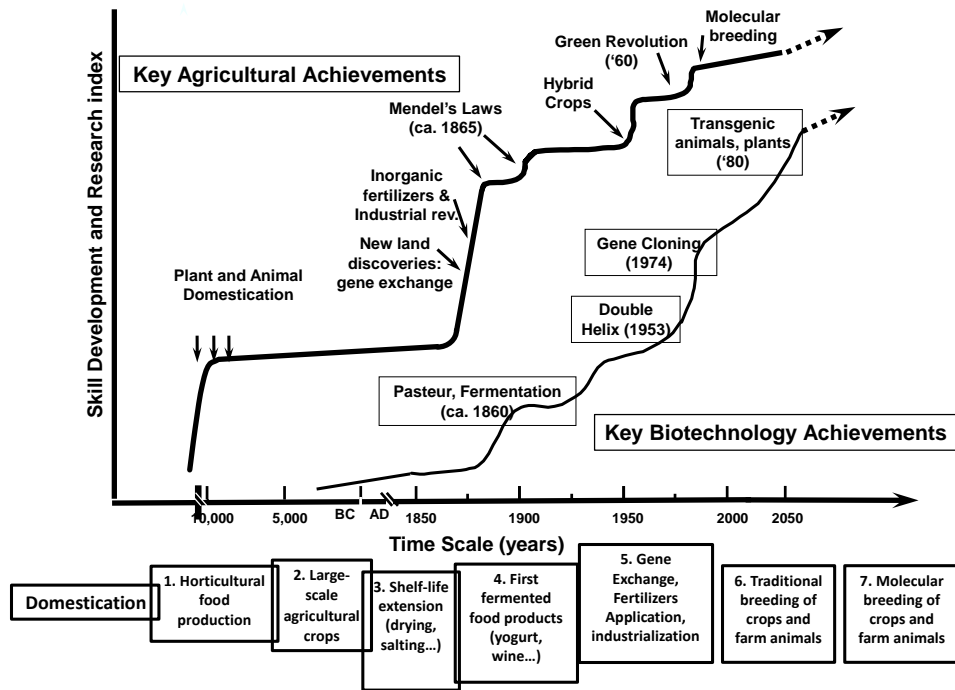 Molecular
breeding
Green Revolution
(‘60)
Key Agricultural Achievements
Hybrid
Crops
Mendel’s Laws
(ca. 1865)
Transgenic
animals, plants
(‘80)
Inorganic
fertilizers &
Industrial rev.
New land
discoveries:
gene exchange
Gene Cloning
(1974)
Plant and Animal
Domestication
Double
Helix (1953)
Pasteur, Fermentation
(ca. 1860)
Key Biotechnology Achievements
Skill Development and Research index
10,000
5,000
BC
AD
1850
1900
1950
2000
2050
Time Scale (years)
Domestication
1. Horticultural
food
production
2. Large-
scale
agricultural
crops
3. Shelf-life
extension
(drying,
salting…)
4. First
fermented
food products
(yogurt,
wine…)
5. Gene
Exchange,
Fertilizers
Application,
industrialization
6. Traditional
breeding of
crops and
farm animals
7. Molecular
breeding of
crops and
farm animals